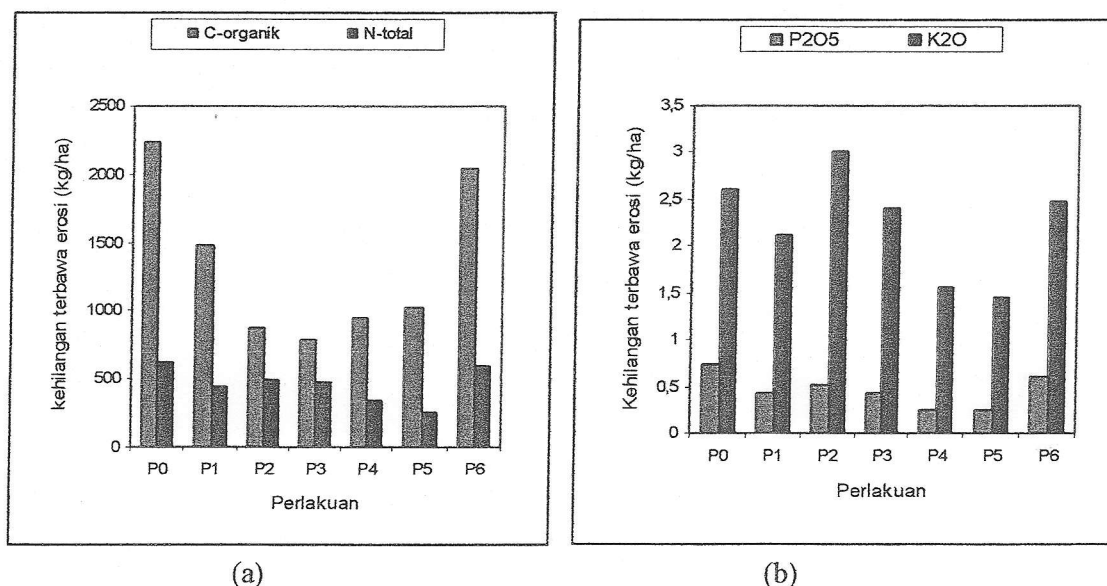 C-organik N-total
kehilangan terbawa erosi (kg/ha)
2500
2000
1500
1000
500
0
P0 P1 P2 P3 P4 P5 P6
Perlakuan
(a)
P2O5 K2O
Kehilangan terbawa erosi (kg/ha)
3,5
3
2,5
2
1,5
1
0,5
0
P0 P1 P2 P3 P4 P5 P6
Perlakuan
(b)